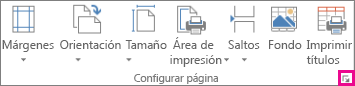 Márgenes Orientación Tamaño Área de impresión Saltos Fondo Imprimir títulos
Configurar página